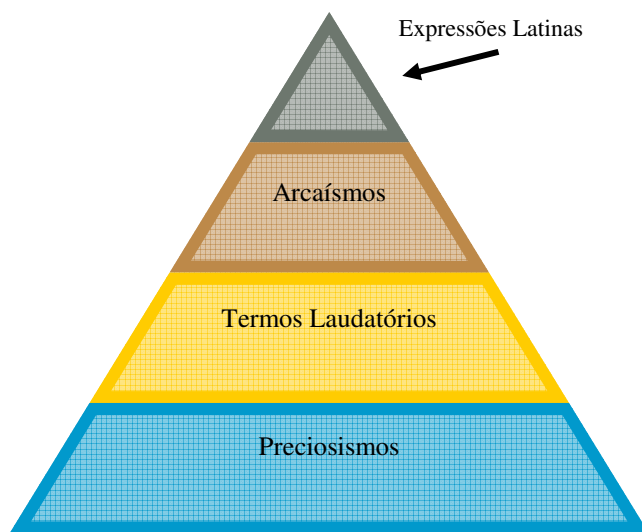 Expressões Latinas
Arcaísmos
Termos Laudatórios
Preciosismos